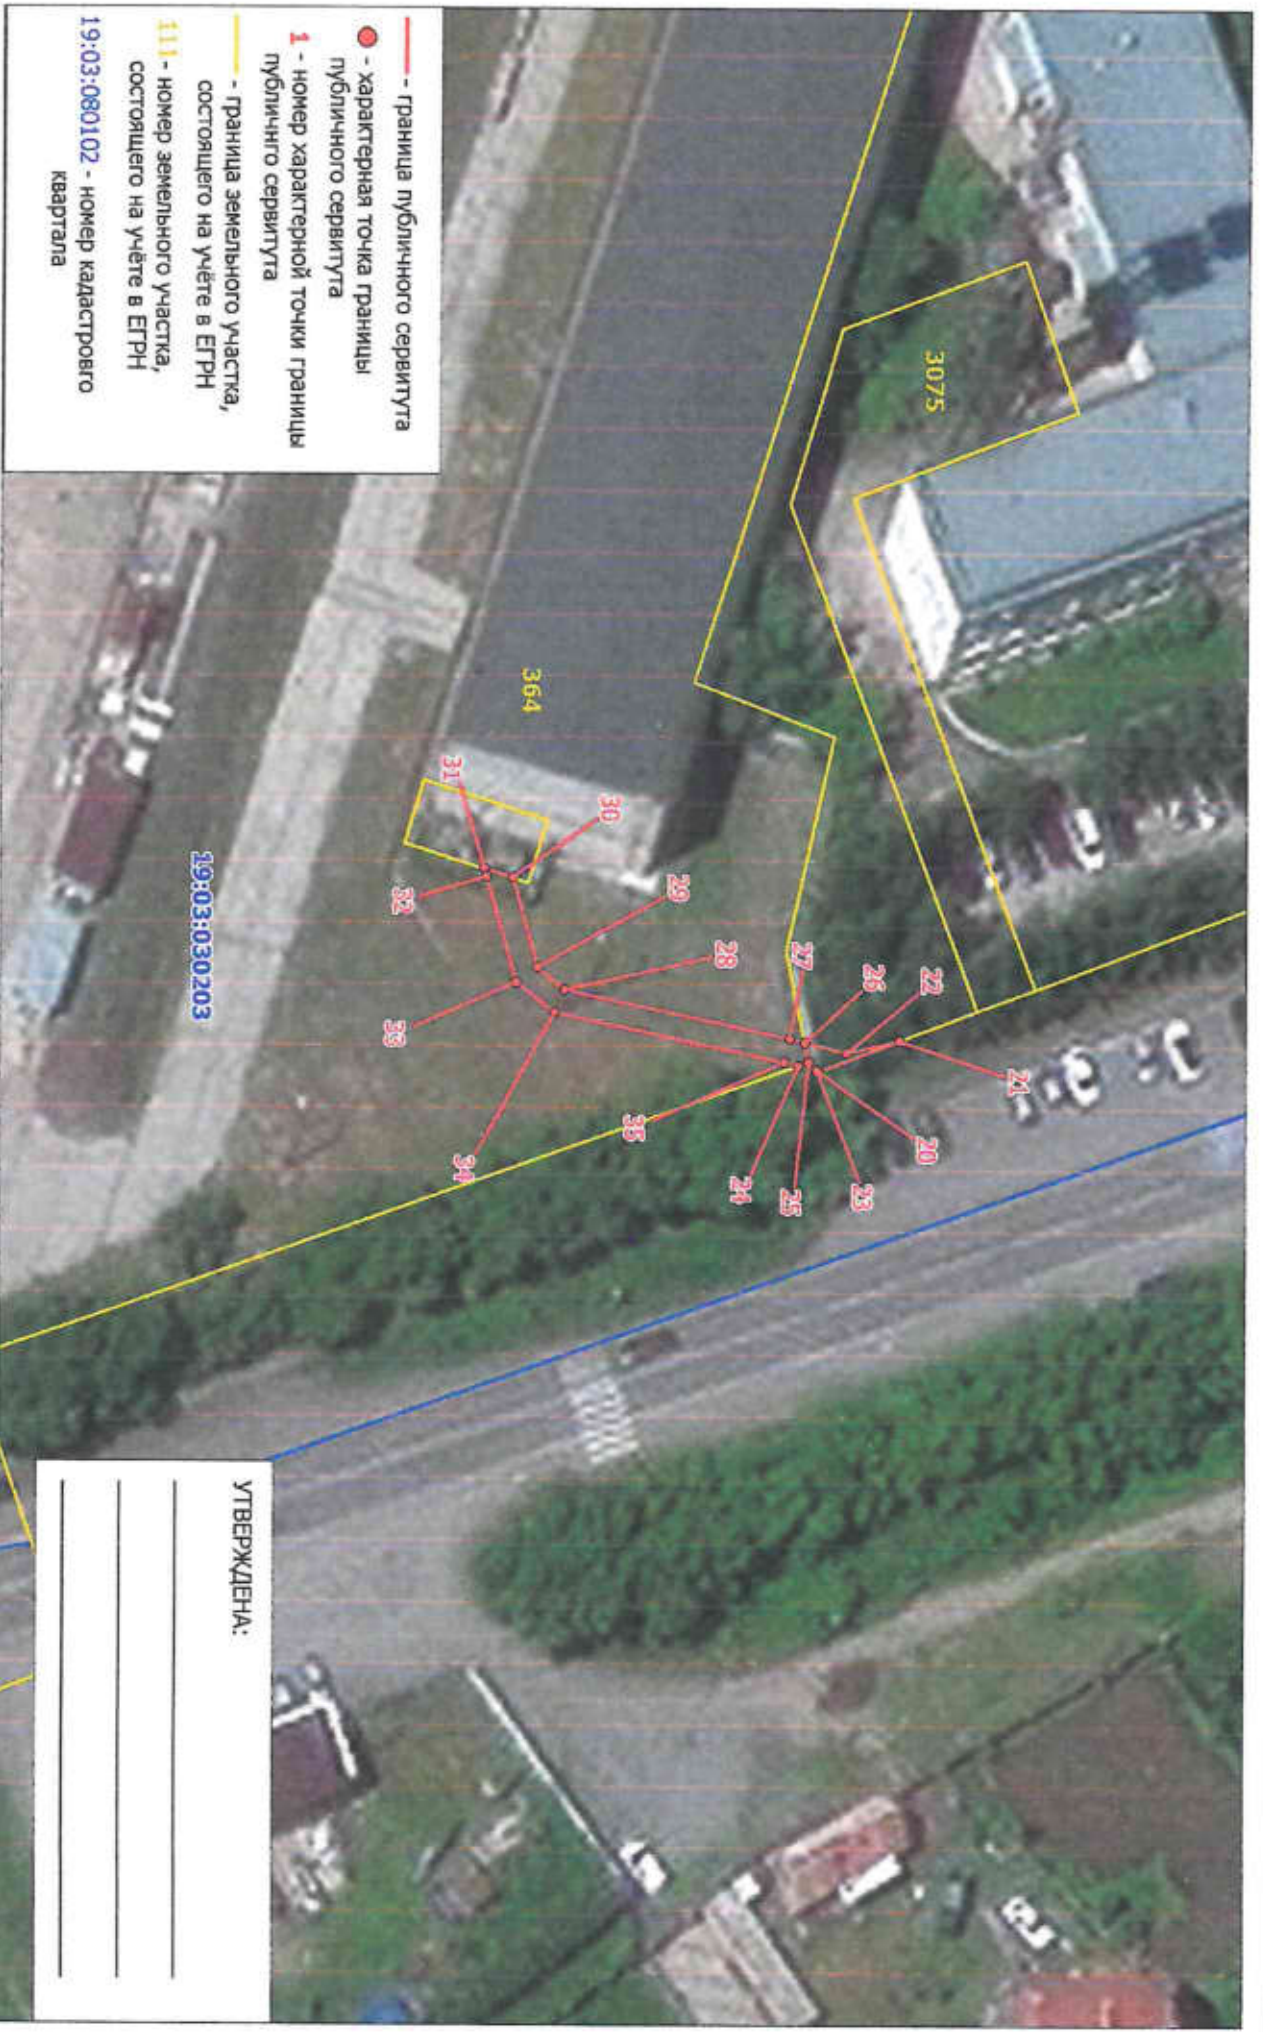 3075
364
21
22
26
27
20
23
25
24
28
29
30
31
32
33
34
35
19:03:030203
- граница публичного сервитута
- характерная точка границы
публичного сервитута
1 - номер характерной точки границы
публичнго сервитута
- граница земельного участка,
состоящего на учёте в ЕГРН
111 - номер земельного участка,
состоящего на учёте в ЕГРН
19:03:080102 - номер кадастровго
квартала
УТВЕРЖДЕНА: